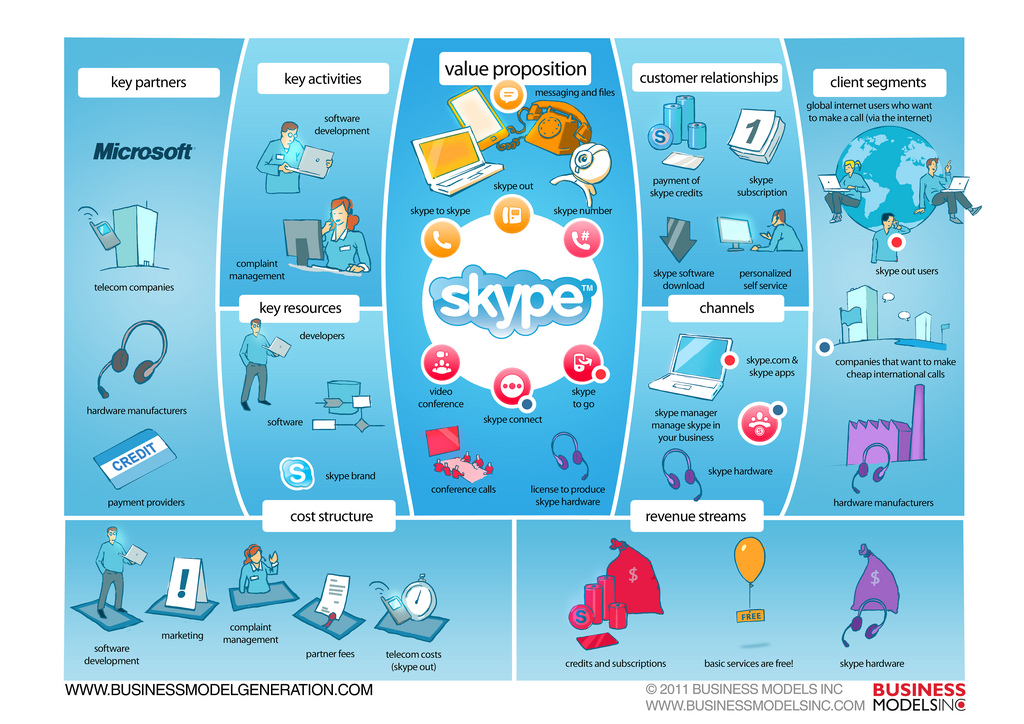 key partners
Microsoft
telecom companies
hardware manufacturers
CREDIT
payment providers
key activities
software
development
complaint
management
key resources
developers
software
S
skype brand
value proposition
messaging and files
skype out
skype to skype
skype number
#
skype™
video
conference
skype connect
skype
to go
conference calls
license to produce
skype hardware
customer relationships
S
1
payment of
skype credits
skype
subscription
skype software
download
personalized
self service
channels
skype.com &
skype apps
skype manager
manage skype in
your business
$
skype hardware
client segments
global internet users who want
to make a call (via the internet)
skype out users
companies that want to make
cheap international calls
hardware manufacturers
cost structure
!
software
development
marketing
complaint
management
partner fees
telecom costs
(skype out)
revenue streams
$
S
credits and subscriptions
FREE
basic services are free!
$
skype hardware
WWW.BUSINESSMODELGENERATION.COM
© 2011 BUSINESS MODELS INC
WWW.BUSINESSMODELSINC.COM
BUSINESS
MODELSINC